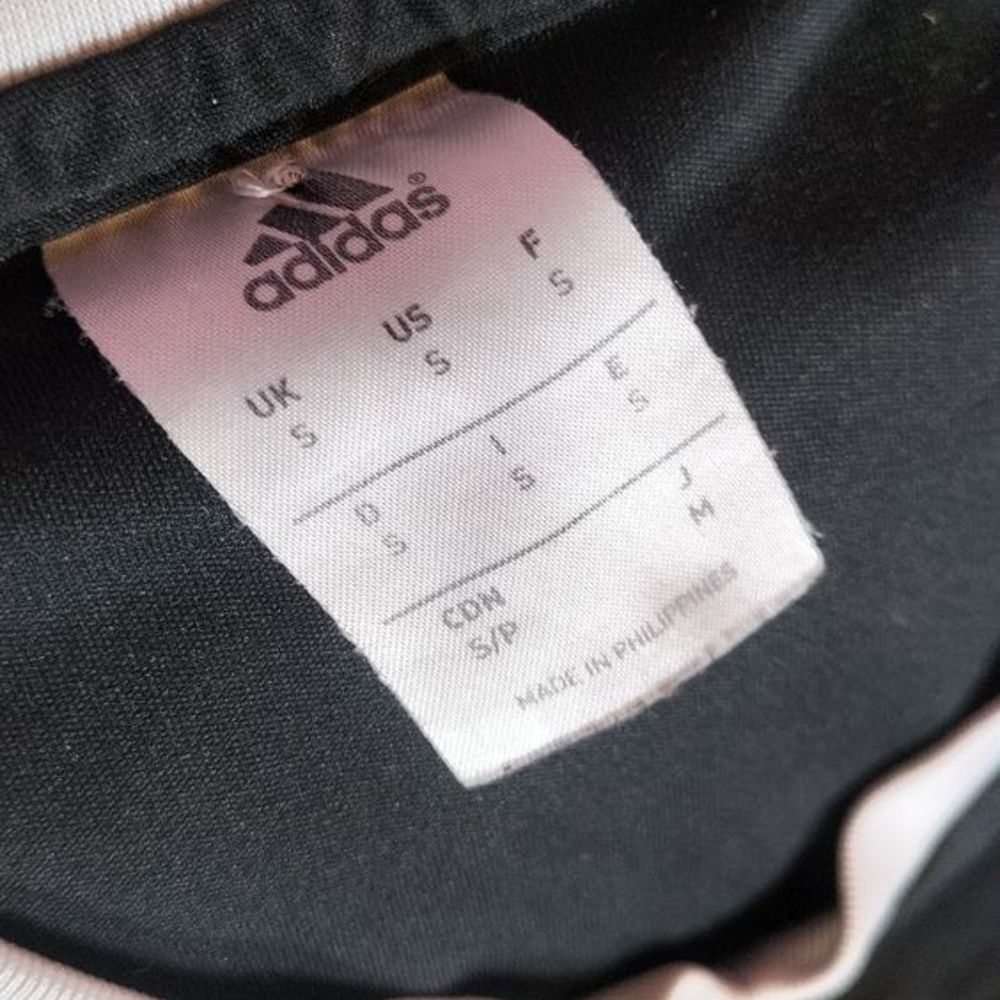 adidas®
UK US F
S S S
D I E
S S S
CDN J
S/P M
MADE IN PHILIPPINES